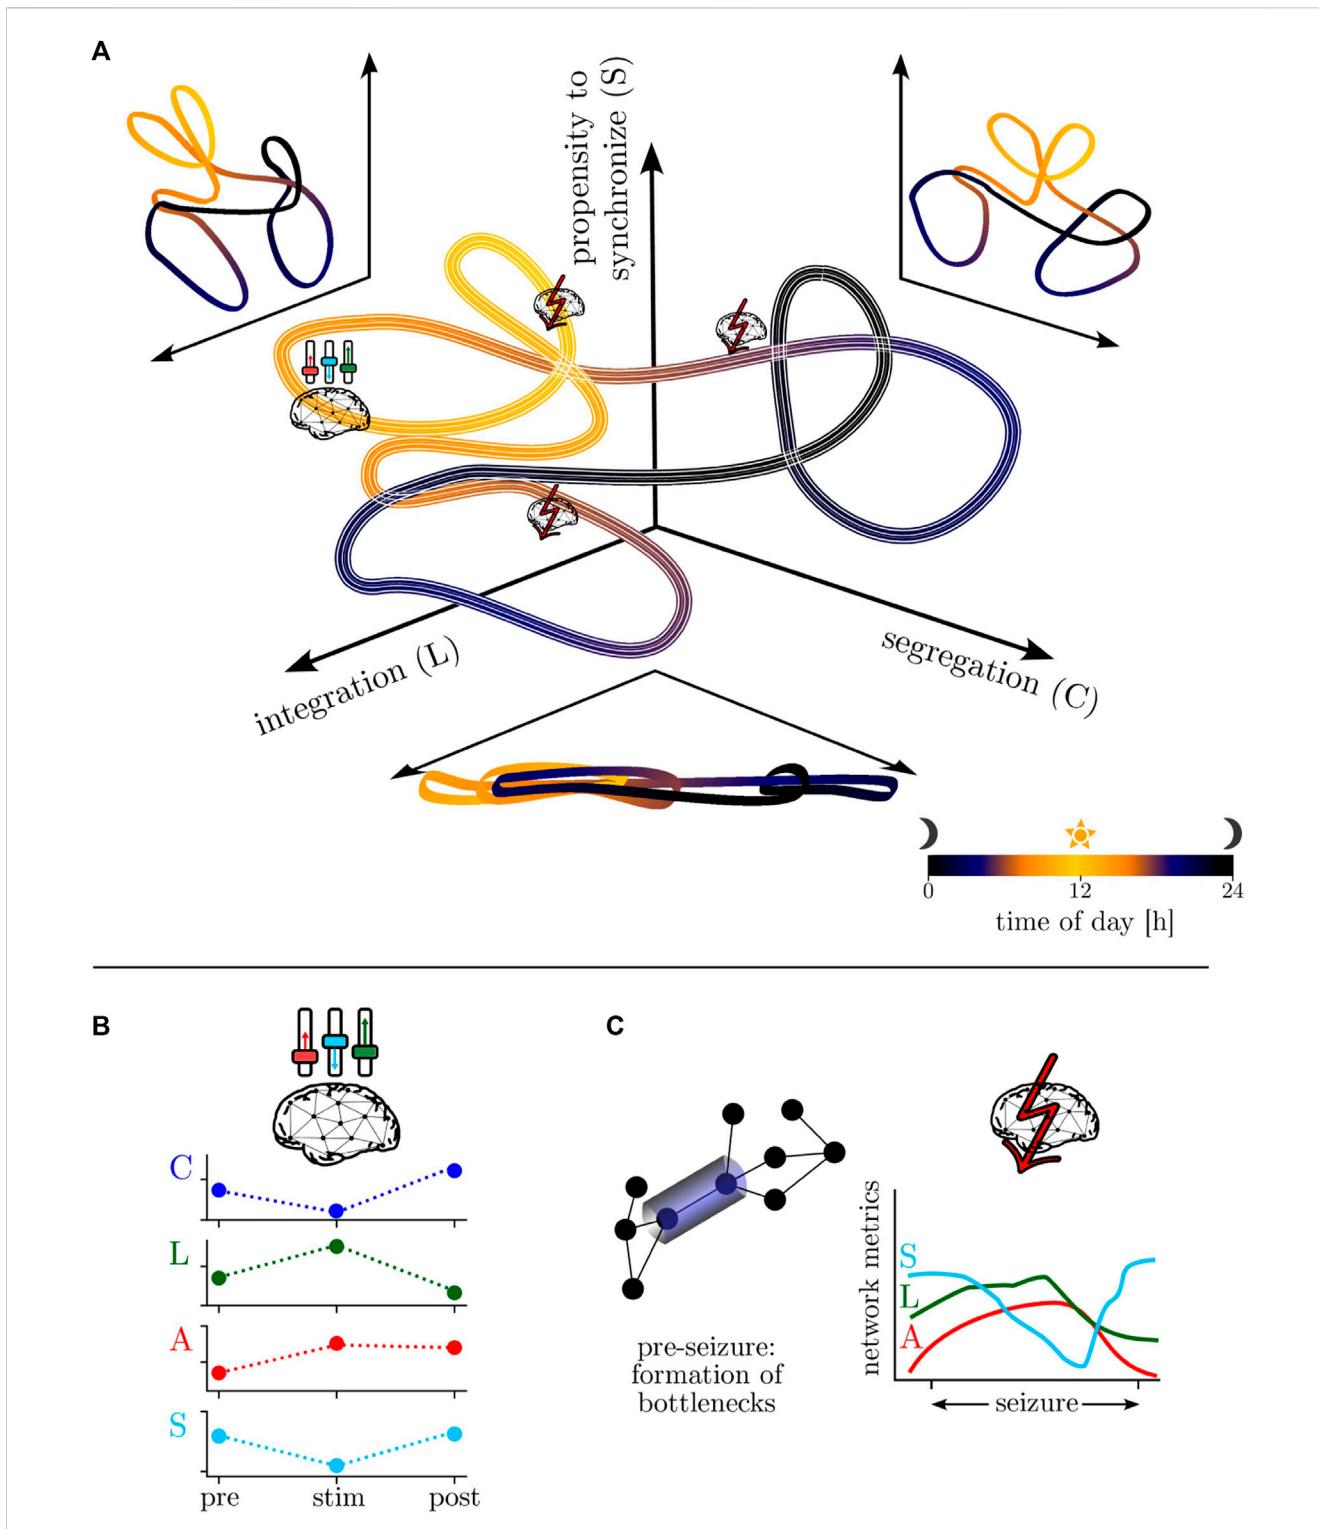 A
propensity to
synchronize (S)
integration (L)
segregation (C)
0 12 24
time of day [h]
B
C
L
A
S
pre stim post
C
pre-seizure:
formation of
bottlenecks
network metrics
S
L
A
seizure